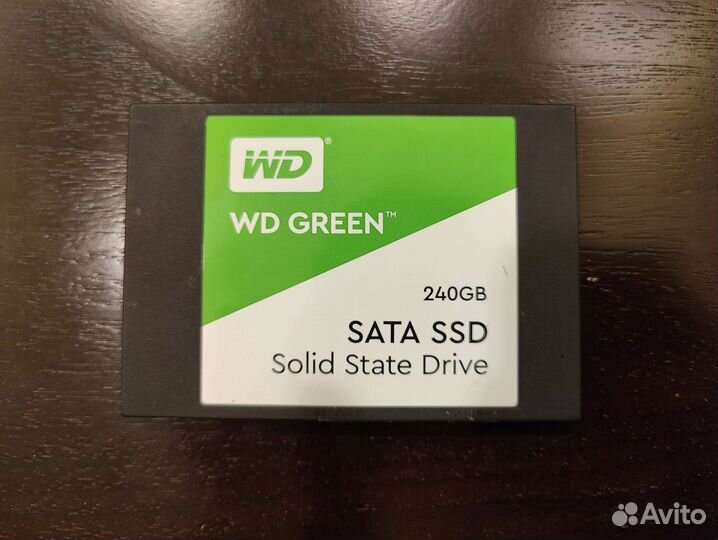 WD®
WD GREEN™
240GB
SATA SSD
Solid State Drive
Avito